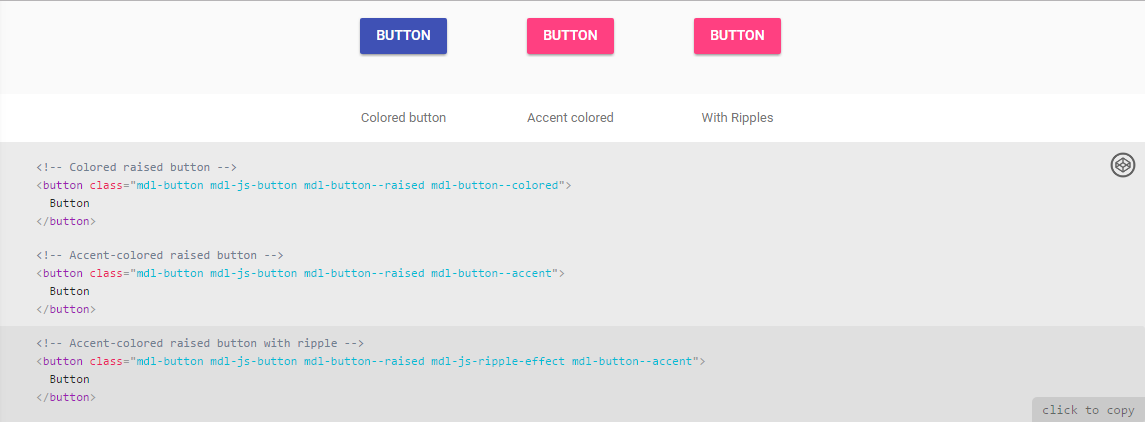 BUTTON BUTTON BUTTON
Colored button Accent colored With Ripples
<!-- Colored raised button -->
<button class="mdl-button mdl-js-button mdl-button--raised mdl-button--colored">
  Button
</button>
<!-- Accent-colored raised button -->
<button class="mdl-button mdl-js-button mdl-button--raised mdl-button--accent">
  Button
</button>
<!-- Accent-colored raised button with ripple -->
<button class="mdl-button mdl-js-button mdl-button--raised mdl-js-ripple-effect mdl-button--accent">
  Button
</button>
click to copy